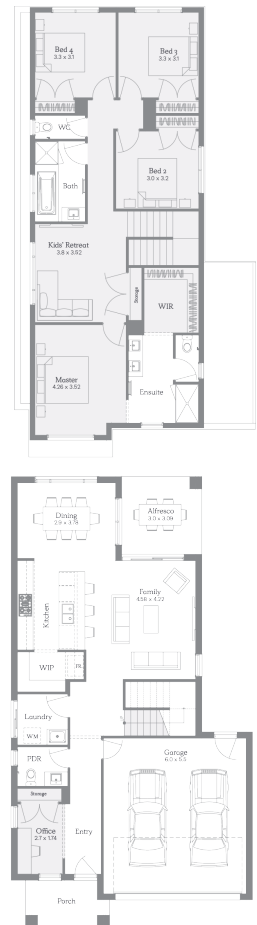 Bed 4
3.3 x 3.1
Bed 3
3.3 x 3.1
WC
Bath
Bed 2
3.0 x 3.2
Kids' Retreat
3.8 x 3.52
Storage
WIR
Master
4.26 x 3.52
Ensuite
Dining
2.9 x 3.78
Alfresco
3.0 x 3.09
Kitchen
Family
4.58 x 4.22
WIP
Laundry
WM
PDR
Storage
Garage
6.0 x 5.5
Office
2.7 x 1.74
Entry
Porch